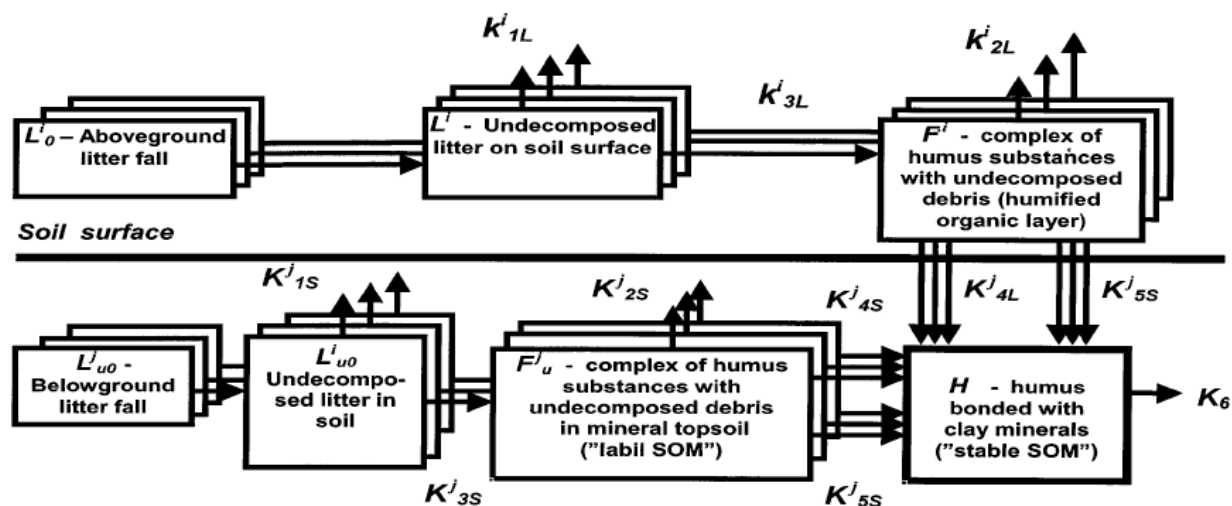 k^i_1L
k^i_2L
k^i_3L
L^i_0 – Aboveground
litter fall
L^i - Undecomposed
litter on soil surface
F^i - complex of
humus substances
with undecomposed
debris (humified
organic layer)
Soil surface
K^j_1S
K^j_2S
K^j_4S
K^j_4L
K^j_5S
L^j_u0 -
Belowground
litter fall
L^i_u0
Undecompo-
sed litter in
soil
F^j_u - complex of humus
substances with
undecomposed debris
in mineral topsoil
("labil SOM")
H - humus
bonded with
clay minerals
("stable SOM")
K_6
K^j_3S
K^j_5S